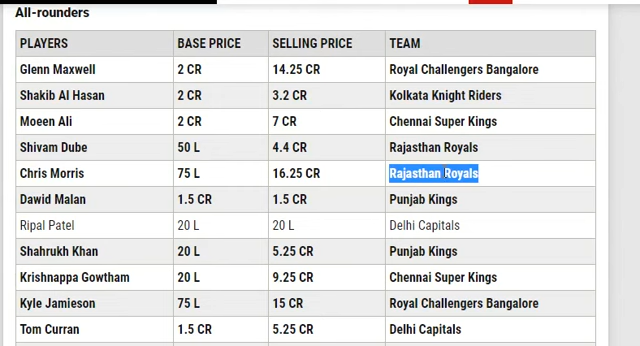 All-rounders
PLAYERS BASE PRICE SELLING PRICE TEAM
Glenn Maxwell 2 CR 14.25 CR Royal Challengers Bangalore
Shakib Al Hasan 2 CR 3.2 CR Kolkata Knight Riders
Moeen Ali 2 CR 7 CR Chennai Super Kings
Shivam Dube 50 L 4.4 CR Rajasthan Royals
Chris Morris 75 L 16.25 CR Rajasthan Royals
Dawid Malan 1.5 CR 1.5 CR Punjab Kings
Ripal Patel 20 L 20 L Delhi Capitals
Shahrukh Khan 20 L 5.25 CR Punjab Kings
Krishnappa Gowtham 20 L 9.25 CR Chennai Super Kings
Kyle Jamieson 75 L 15 CR Royal Challengers Bangalore
Tom Curran 1.5 CR 5.25 CR Delhi Capitals